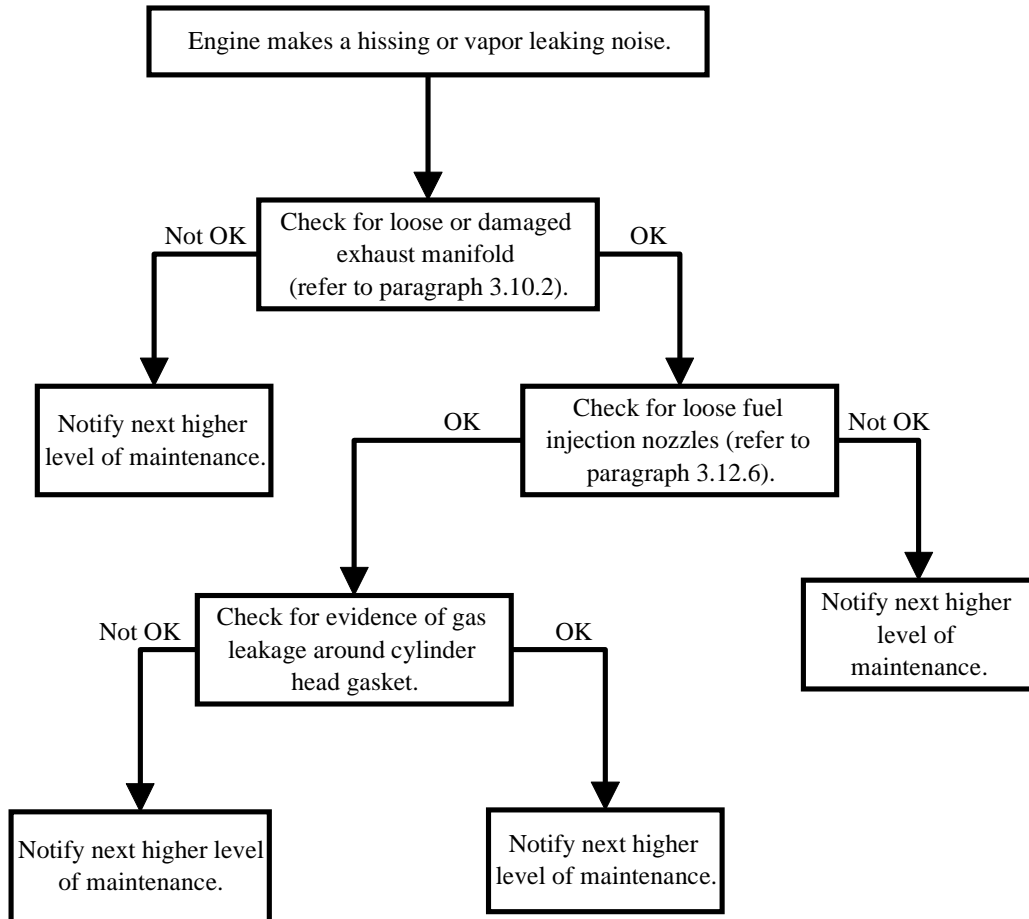 Engine makes a hissing or vapor leaking noise.
Check for loose or damaged
exhaust manifold
(refer to paragraph 3.10.2).
Not OK
OK
Notify next higher
level of maintenance.
Check for loose fuel
injection nozzles (refer to
paragraph 3.12.6).
OK
Not OK
Check for evidence of gas
leakage around cylinder
head gasket.
Not OK
OK
Notify next higher
level of
maintenance.
Notify next higher level
of maintenance.
Notify next higher
level of maintenance.